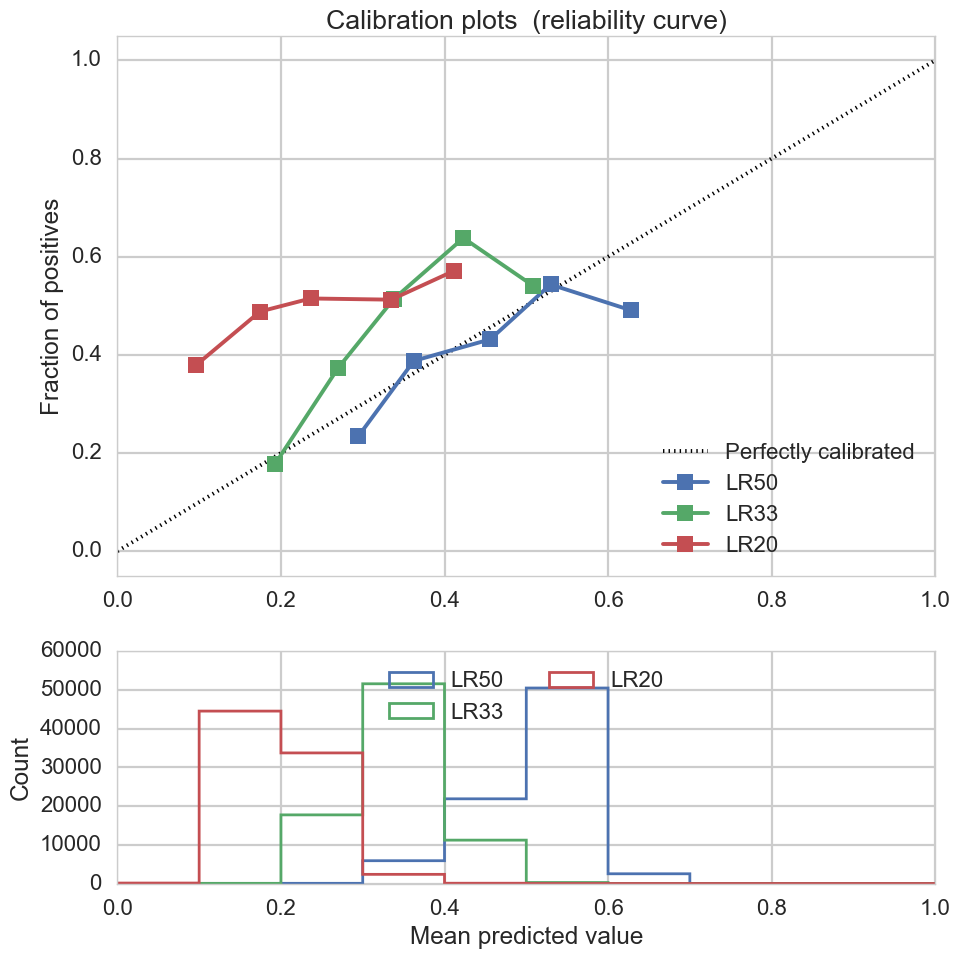 Calibration plots  (reliability curve)
1.0
0.8
0.6
0.4
0.2
0.0
Fraction of positives
Perfectly calibrated
LR50
LR33
LR20
0.0 0.2 0.4 0.6 0.8 1.0
60000
50000
40000
30000
20000
10000
0
Count
LR50 LR20
LR33
0.0 0.2 0.4 0.6 0.8 1.0
Mean predicted value